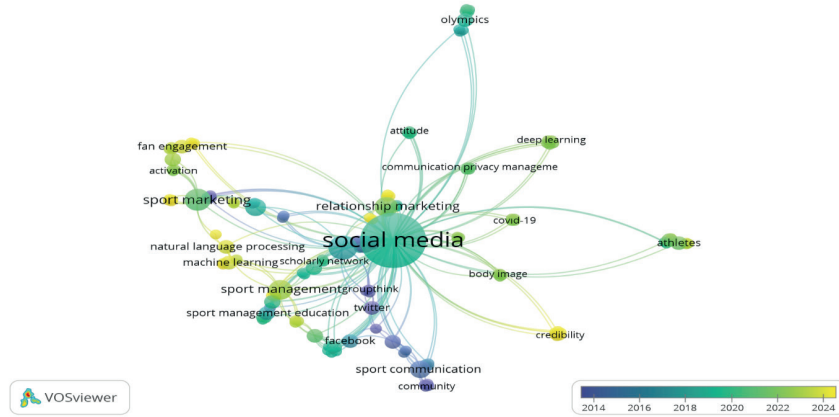 olympics
attitude
fan engagement
deep learning
activation
communication privacy manageme
sport marketing
relationship marketing
covid-19
social media
athletes
natural language processing
machine learning
scholarly network
body image
sport management
groupthink
twitter
sport management education
facebook
credibility
sport communication
community
VOSviewer
2014 2016 2018 2020 2022 2024